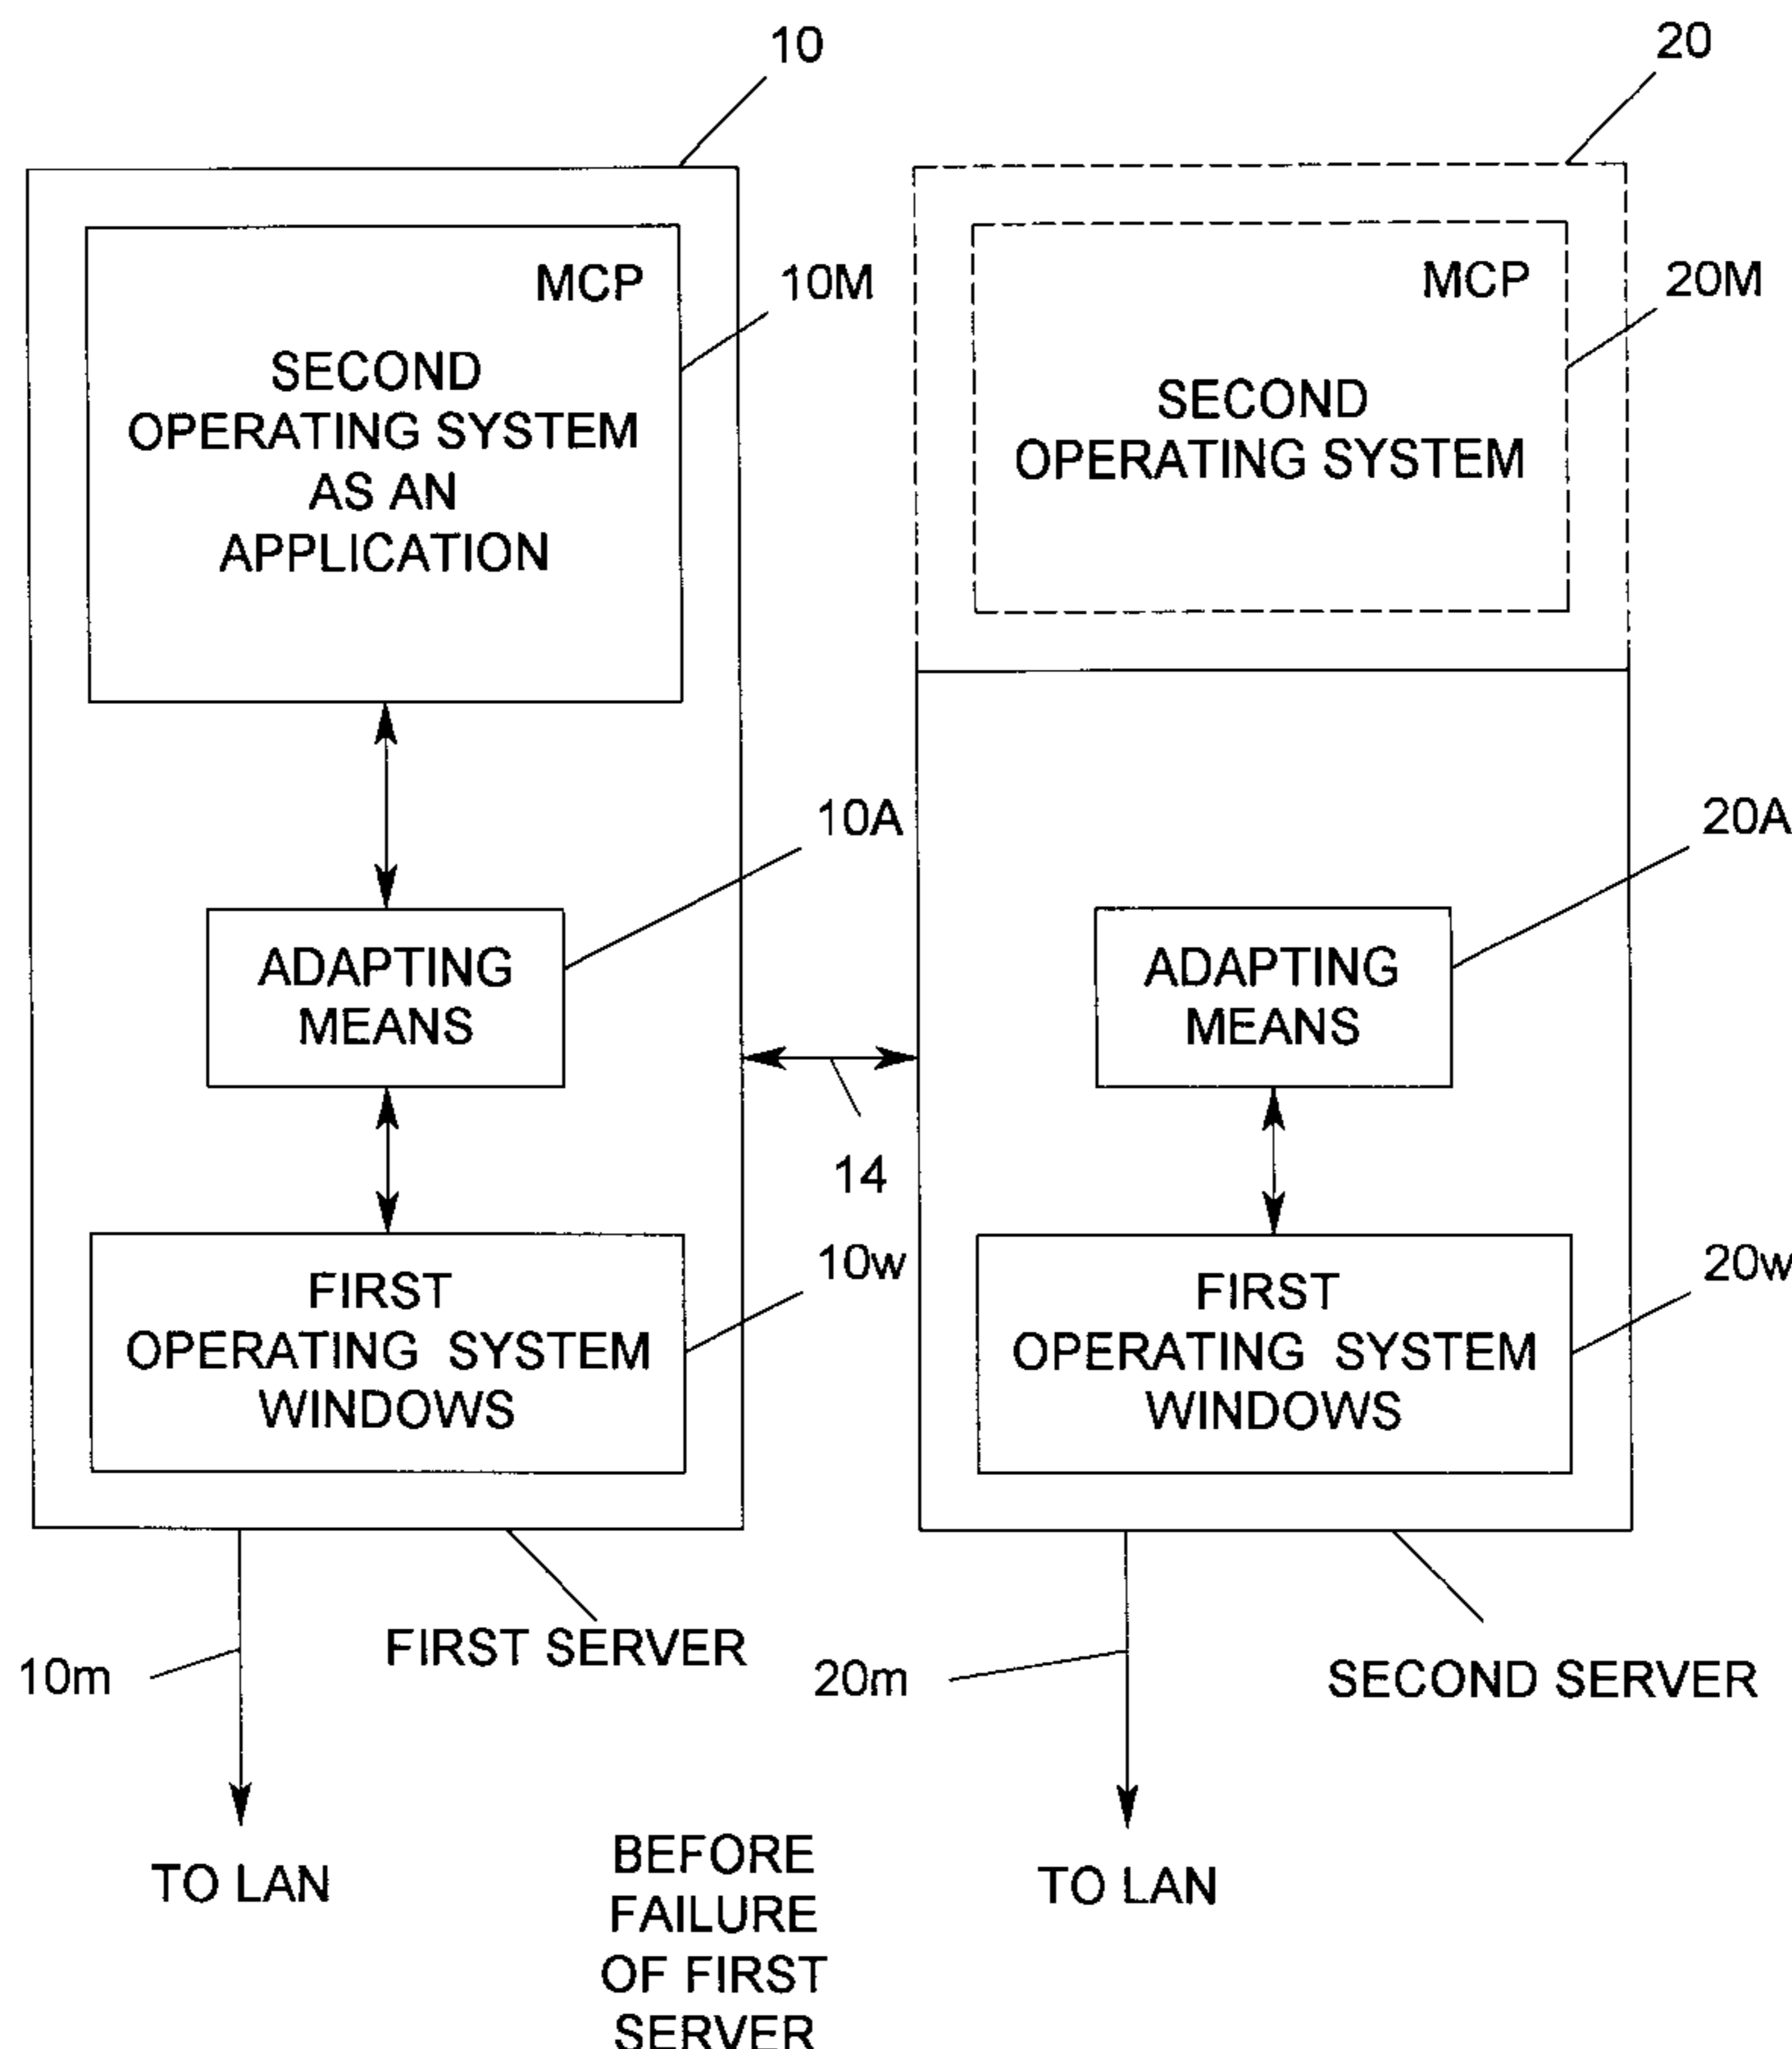 10
20
MCP
10M
SECOND
OPERATING SYSTEM
AS AN
APPLICATION
MCP
20M
SECOND
OPERATING SYSTEM
10A
20A
ADAPTING
MEANS
ADAPTING
MEANS
14
10w
20w
FIRST
OPERATING SYSTEM
WINDOWS
FIRST
OPERATING SYSTEM
WINDOWS
FIRST SERVER
10m
20m
SECOND SERVER
TO LAN
TO LAN
BEFORE
FAILURE
OF FIRST
SERVER